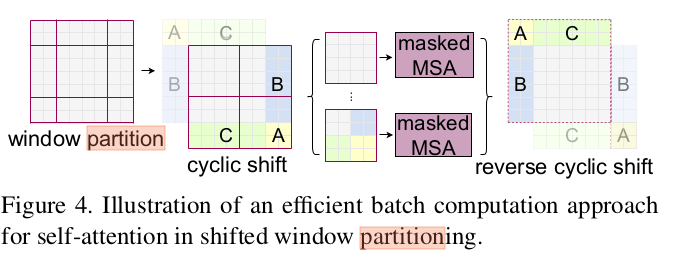 A
C
B
B
C
A
window partition
cyclic shift
masked
MSA
⋮
masked
MSA
A
C
B
B
C
A
reverse cyclic shift
Figure 4. Illustration of an efficient batch computation approach
for self-attention in shifted window partitioning.